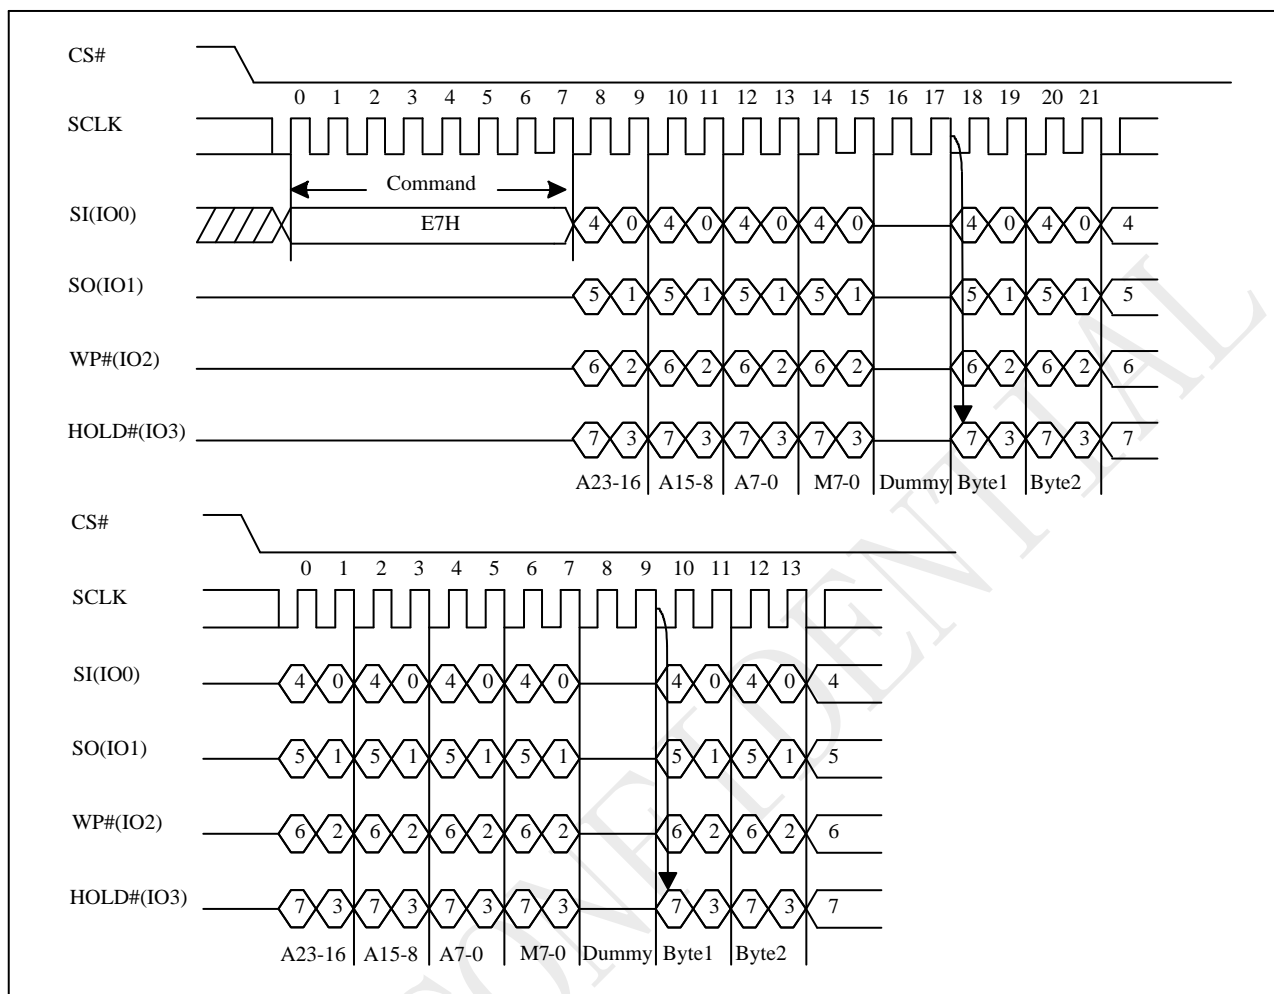 CS#
0 1 2 3 4 5 6 7 8 9 10 11 12 13 14 15 16 17 18 19 20 21
SCLK
Command
SI(IO0) E7H 4 0 4 0 4 0 4 0 4 0 4 0 4
SO(IO1) 5 1 5 1 5 1 5 1 5 1 5 1 5
WP#(IO2) 6 2 6 2 6 2 6 2 6 2 6 2 6
HOLD#(IO3) 7 3 7 3 7 3 7 3 7 3 7 3 7
A23-16 A15-8 A7-0 M7-0 Dummy Byte1 Byte2
CS#
0 1 2 3 4 5 6 7 8 9 10 11 12 13
SCLK
SI(IO0) 4 0 4 0 4 0 4 0 4 0 4 0 4
SO(IO1) 5 1 5 1 5 1 5 1 5 1 5 1 5
WP#(IO2) 6 2 6 2 6 2 6 2 6 2 6 2 6
HOLD#(IO3) 7 3 7 3 7 3 7 3 7 3 7 3 7
A23-16 A15-8 A7-0 M7-0 Dummy Byte1 Byte2
CONFIDENTIAL